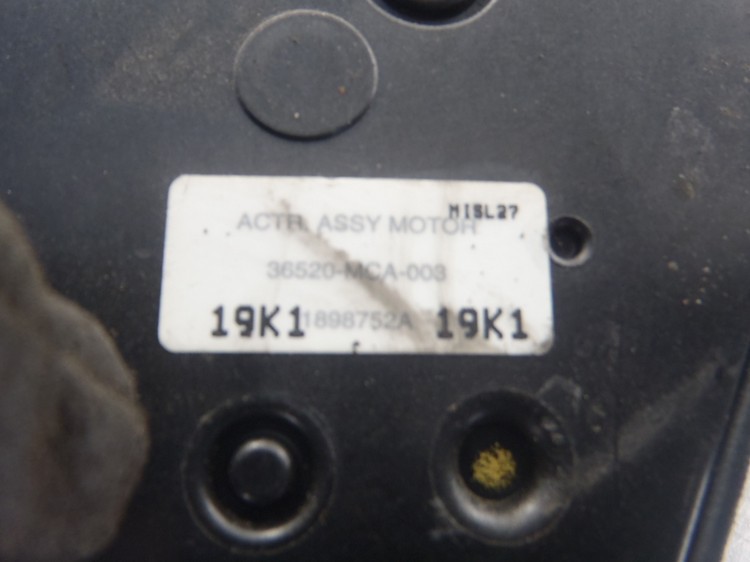 MISL27
ACTR. ASSY MOTOR
36520-MCA-003
19K1 1898752A 19K1